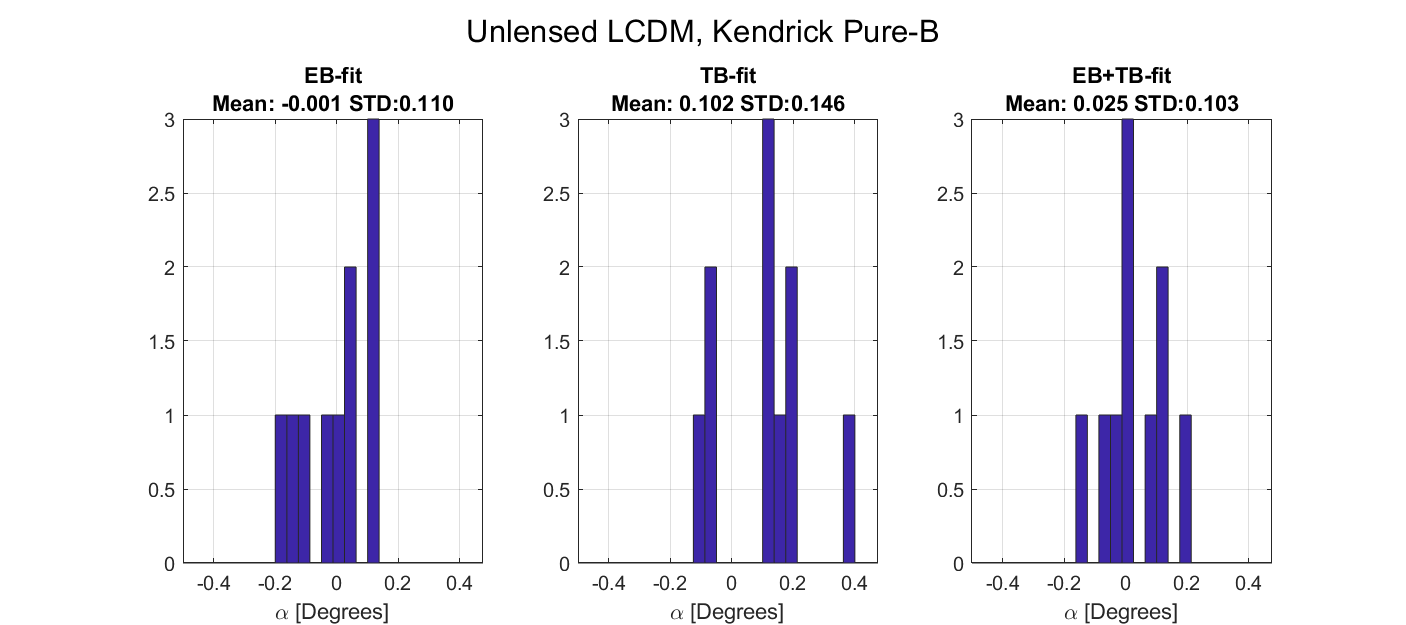 Unlensed LCDM, Kendrick Pure-B
EB-fit
Mean: -0.001 STD:0.110
3
2.5
2
1.5
1
0.5
0
-0.4 -0.2 0 0.2 0.4
α [Degrees]
TB-fit
Mean: 0.102 STD:0.146
3
2.5
2
1.5
1
0.5
0
-0.4 -0.2 0 0.2 0.4
α [Degrees]
EB+TB-fit
Mean: 0.025 STD:0.103
3
2.5
2
1.5
1
0.5
0
-0.4 -0.2 0 0.2 0.4
α [Degrees]